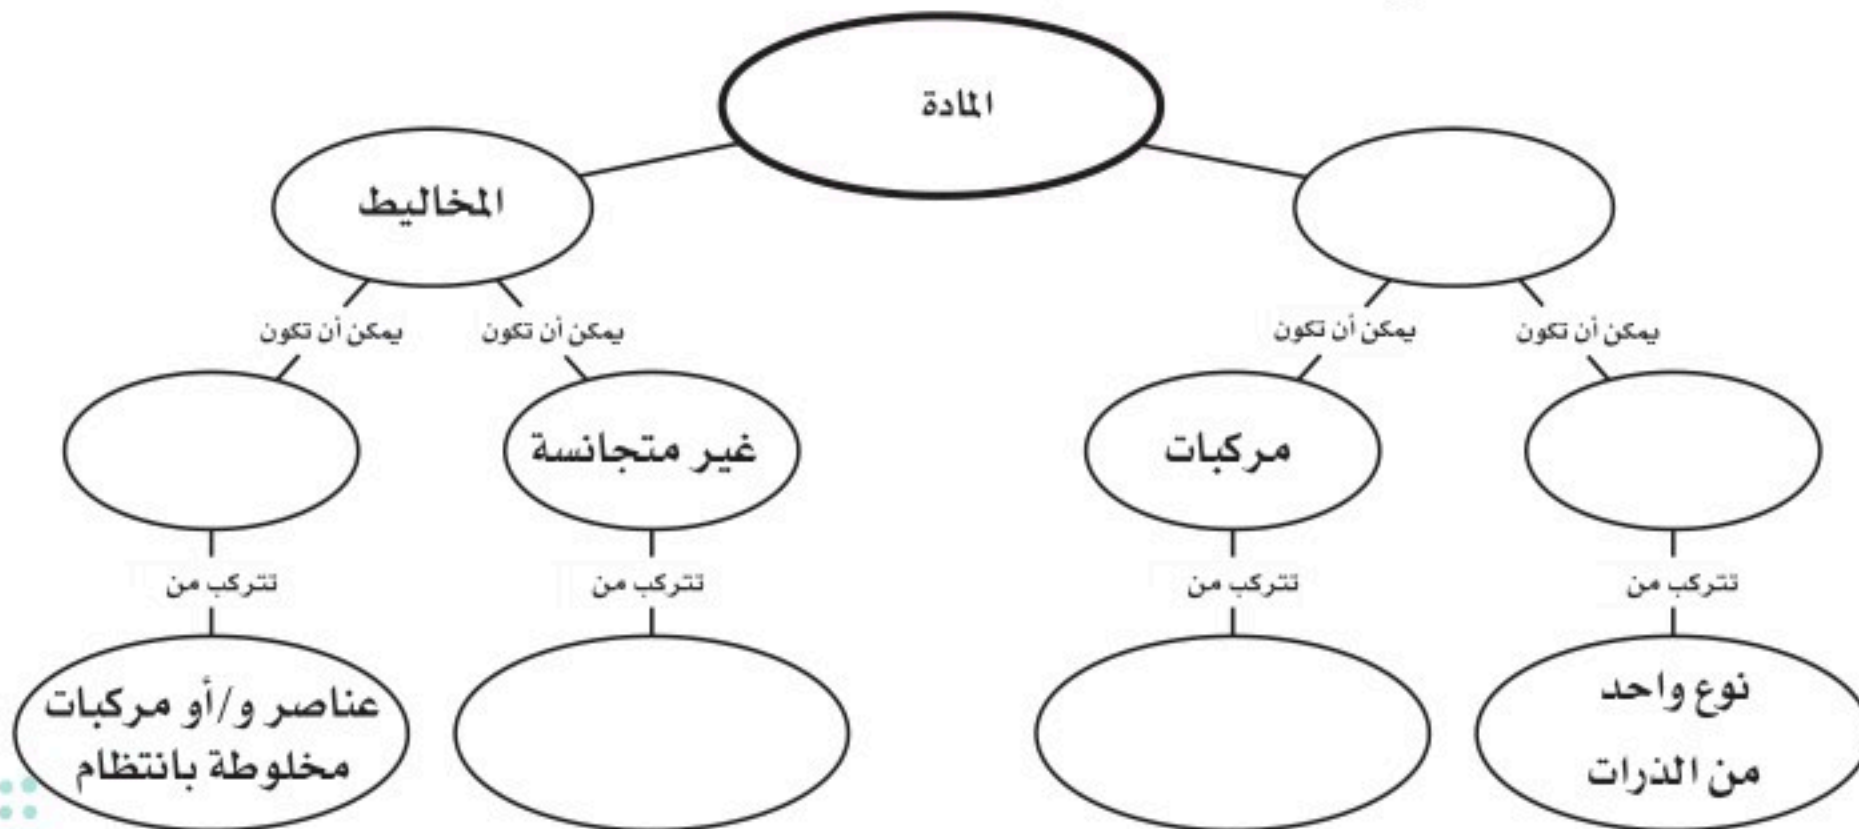 المادة
المخاليط
يمكن أن تكون
يمكن أن تكون
يمكن أن تكون
يمكن أن تكون
مركبات
غير متجانسة
تتركب من
تتركب من
تتركب من
تتركب من
نوع واحد
من الذرات
عناصر و/أو مركبات
مخلوطة بانتظام